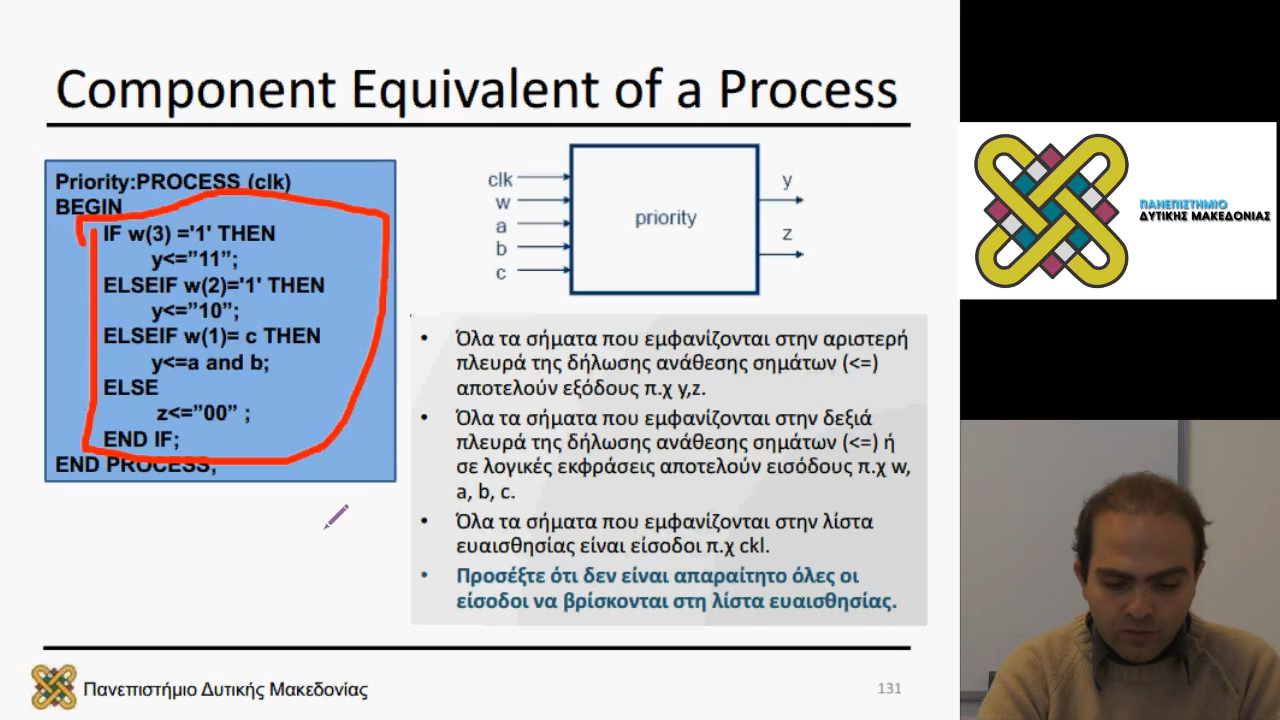 Component Equivalent of a Process
Priority:PROCESS (clk)
BEGIN
IF w(3) ='1' THEN
y<=”11”;
ELSEIF w(2)='1' THEN
y<=”10”;
ELSEIF w(1)= c THEN
y<=a and b;
ELSE
z<=”00” ;
END IF;
END PROCESS;
clk
w
a
b
c
priority
y
z
• Όλα τα σήματα που εμφανίζονται στην αριστερή
πλευρά της δήλωσης ανάθεσης σημάτων (<=)
αποτελούν εξόδους π.χ y,z.
• Όλα τα σήματα που εμφανίζονται στην δεξιά
πλευρά της δήλωσης ανάθεσης σημάτων (<=) ή
σε λογικές εκφράσεις αποτελούν εισόδους π.χ w,
a, b, c.
• Όλα τα σήματα που εμφανίζονται στην λίστα
ευαισθησίας είναι είσοδοι π.χ ckl.
• Προσέξτε ότι δεν είναι απαραίτητο όλες οι
είσοδοι να βρίσκονται στη λίστα ευαισθησίας.
Πανεπιστήμιο Δυτικής Μακεδονίας
131
ΠΑΝΕΠΙΣΤΗΜΙΟ
ΔΥΤΙΚΗΣ ΜΑΚΕΔΟΝΙΑΣ